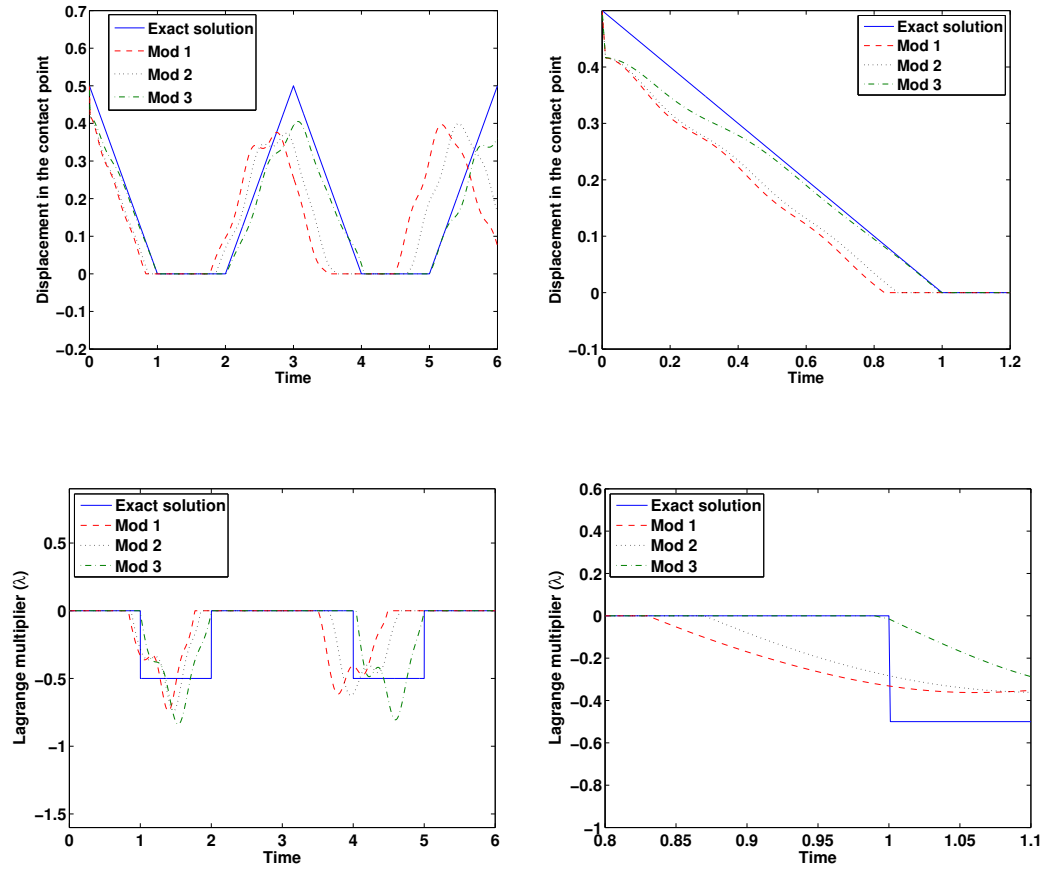 Displacement in the contact point
0.7
0.6
0.5
0.4
0.3
0.2
0.1
0
−0.1
−0.2
0
1
2
3
4
5
6
Time
Exact solution
Mod 1
Mod 2
Mod 3
Displacement in the contact point
0.4
0.3
0.2
0.1
0
−0.1
0
0.2
0.4
0.6
0.8
1
1.2
Time
Exact solution
Mod 1
Mod 2
Mod 3
Lagrange multiplier (λ)
0.5
0
−0.5
−1
−1.5
0
1
2
3
4
5
6
Time
Exact solution
Mod 1
Mod 2
Mod 3
Lagrange multiplier (λ)
0.6
0.4
0.2
0
−0.2
−0.4
−0.6
−0.8
−1
0.8
0.85
0.9
0.95
1
1.05
1.1
Time
Exact solution
Mod 1
Mod 2
Mod 3